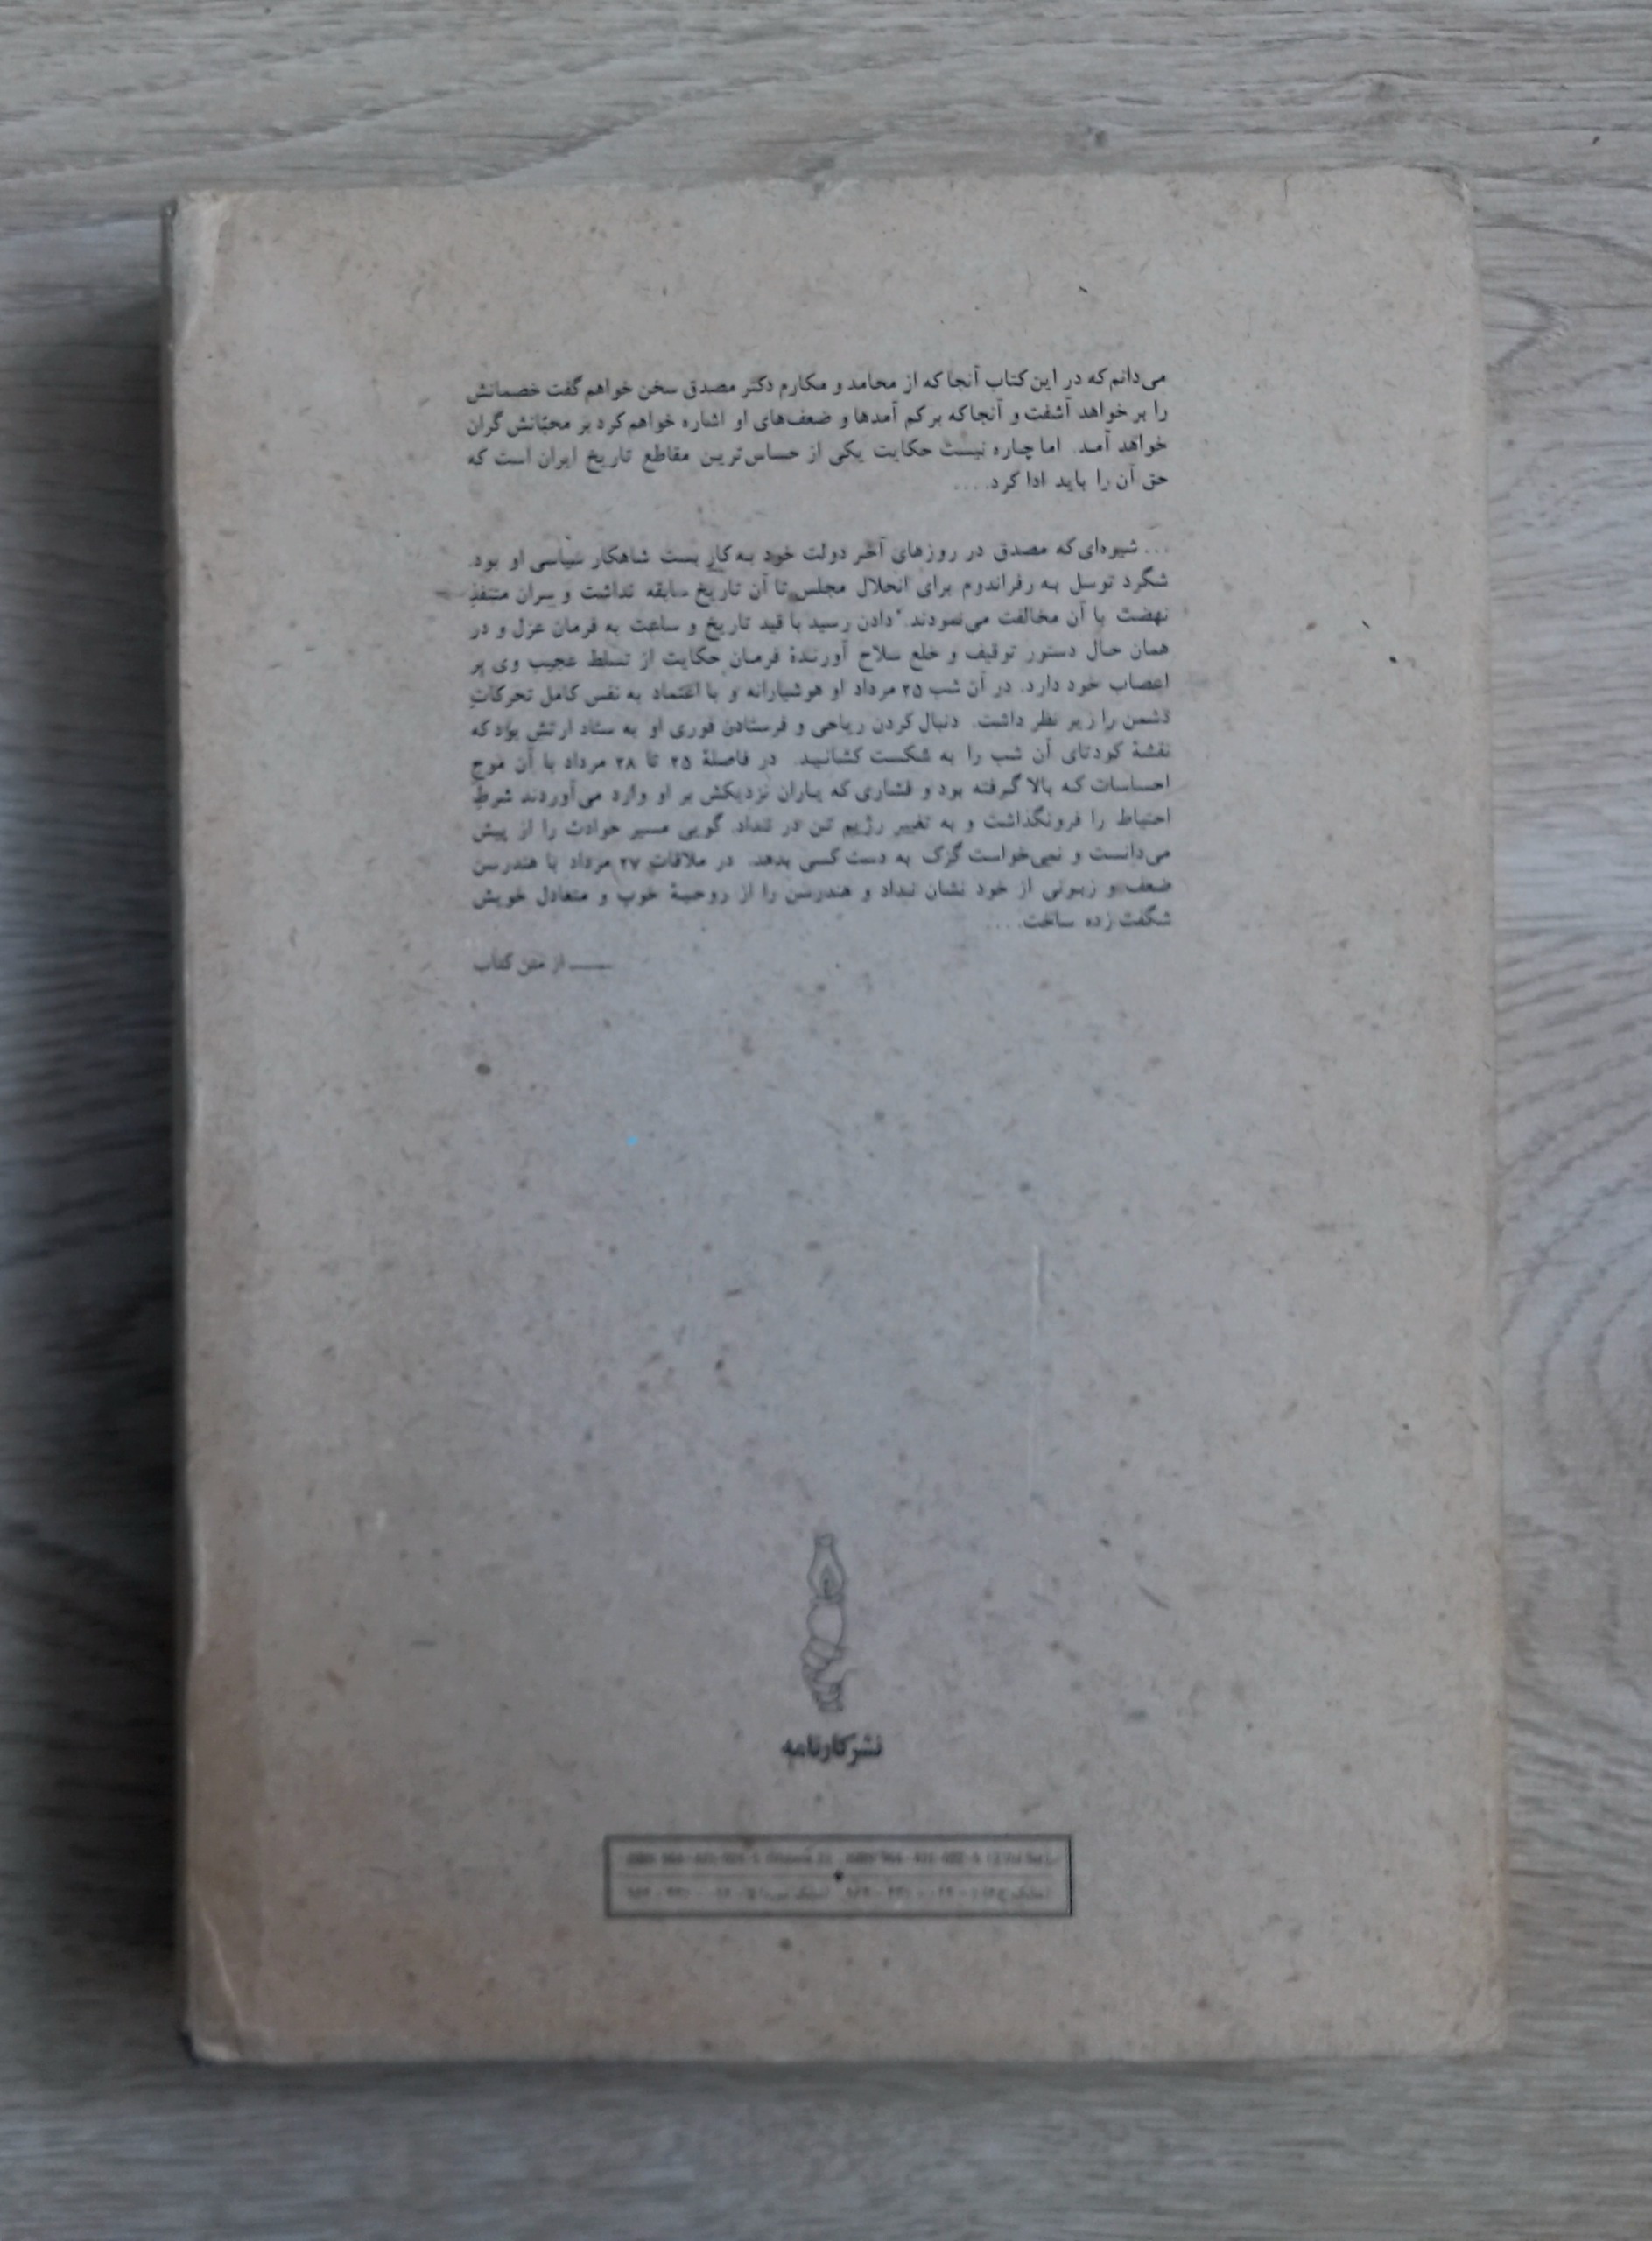 می‌دانم که در این کتاب آنجا که از محامد و مکارم دکتر مصدق سخن خواهم گفت خصمانش
را بر خواهد آشفت و آنجا که بر کم آمدها و ضعف‌های او اشاره خواهم کرد بر محبّانش گران
خواهد آمد. اما چاره نیست حکایت یکی از حساس‌ترین مقاطع تاریخ ایران است که
حق آن را باید ادا کرد....
... شیوه‌ای که مصدق در روزهای آخر دولت خود به کار بست شاهکار سیاسی او بود.
شگرد توسل به رفراندوم برای انحلال مجلس تا آن تاریخ سابقه نداشت و سران متنفذ
نهضت با آن مخالفت می‌نمودند. دادن رسید با قید تاریخ و ساعت به فرمان عزل و در
همان حال دستور توقیف و خلع سلاح آورندهٔ فرمان حکایت از تسلط عجیب وی بر
اعصاب خود دارد. در آن شب ۲۵ مرداد او هوشیارانه و با اعتماد به نفس کامل تحرکات
دشمن را زیر نظر داشت. دنبال کردن ریاحی و فرستادن فوری او به ستاد ارتش بود که
نقشهٔ کودتای آن شب را به شکست کشانید. در فاصلهٔ ۲۵ تا ۲۸ مرداد با آن موج
احساسات که بالا گرفته بود و فشاری که یاران نزدیکش بر او وارد می‌آوردند شرط
احتیاط را فرونگذاشت و به تغییر رژیم تن در نداد. گویی مسیر حوادث را از پیش
می‌دانست و نمی‌خواست گزک به دست کسی بدهد. در ملاقات ۲۷ مرداد با هندرسن
ضعف و زبونی از خود نشان نداد و هندرسن را از روحیهٔ خوب و متعادل خویش
شگفت زده ساخت....
—— از متن کتاب
نشر کارنامه